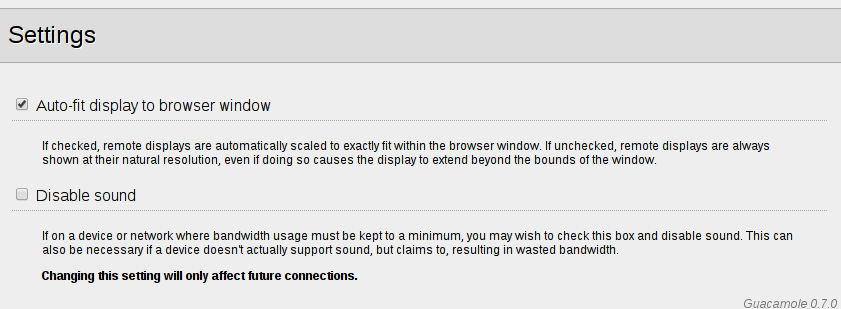 Settings
Auto-fit display to browser window
If checked, remote displays are automatically scaled to exactly fit within the browser window. If unchecked, remote displays are always
shown at their natural resolution, even if doing so causes the display to extend beyond the bounds of the window.
Disable sound
If on a device or network where bandwidth usage must be kept to a minimum, you may wish to check this box and disable sound. This can
also be necessary if a device doesn't actually support sound, but claims to, resulting in wasted bandwidth.
Changing this setting will only affect future connections.
Guacamole 0.7.0